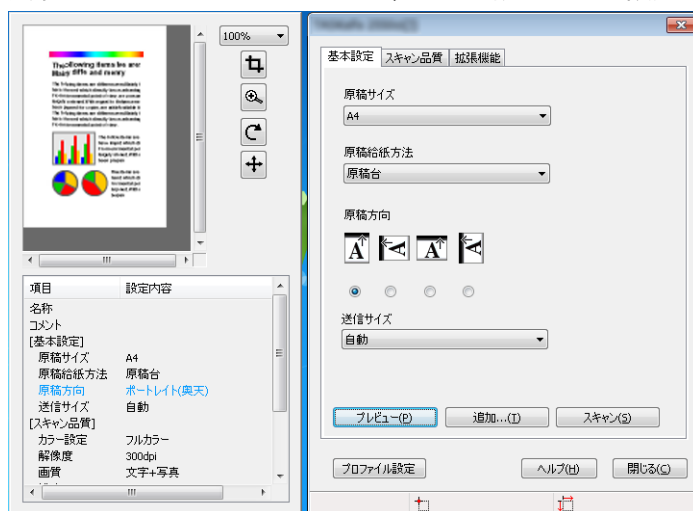 100%
The following items be are
Many title and memry
項目 設定内容
名称
コメント
[基本設定]
原稿サイズ A4
原稿給紙方法 原稿台
原稿方向 ポートレイト(奥天)
送信サイズ 自動
[スキャン品質]
カラー設定 フルカラー
解像度 300dpi
画質 文字+写真
基本設定 スキャン品質 拡張機能
原稿サイズ
A4
原稿給紙方法
原稿台
原稿方向
A A A A
送信サイズ
自動
プレビュー(P) 追加...(T) スキャン(S)
プロファイル設定 ヘルプ(H) 閉じる(C)